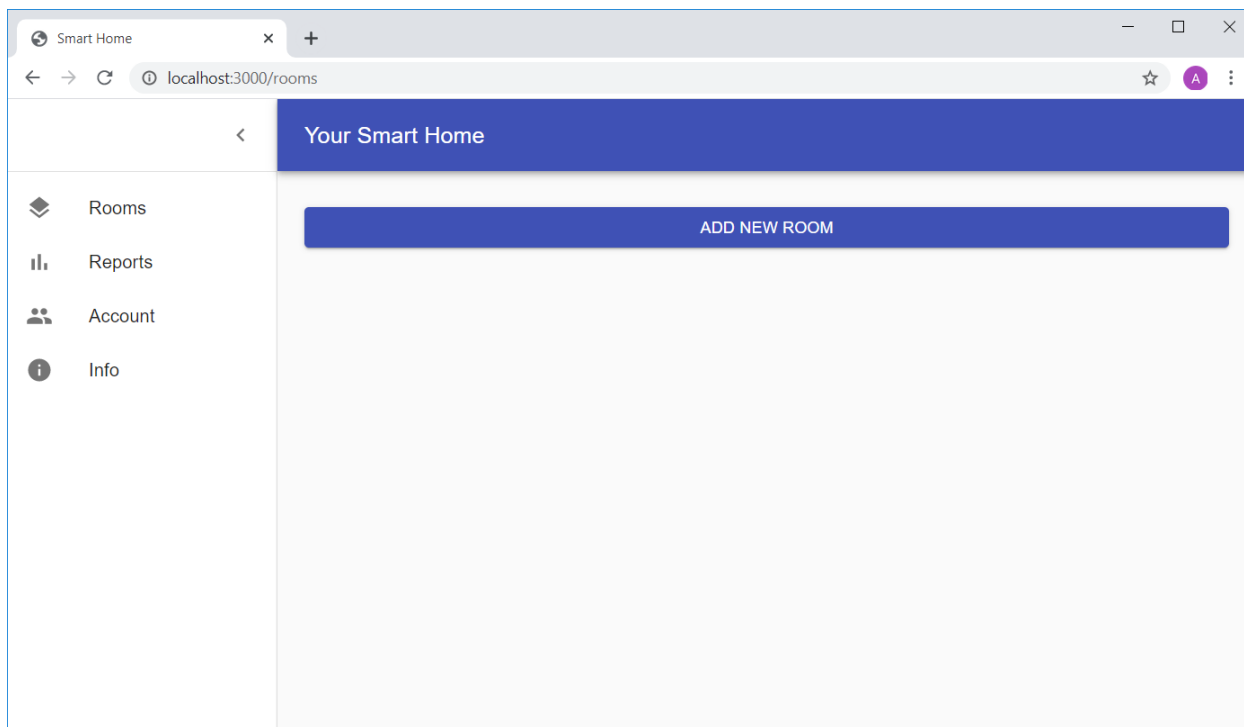 Smart Home
localhost:3000/rooms
A
Your Smart Home
Rooms
Reports
Account
Info
ADD NEW ROOM